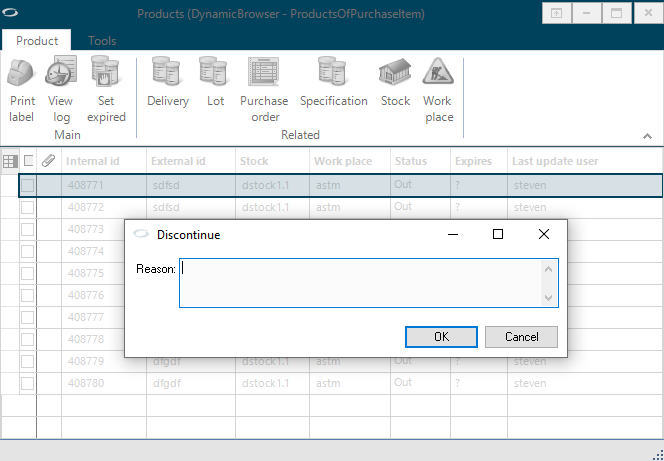 Products (DynamicBrowser - ProductsOfPurchaseItem)
Product Tools
Print label View log Set expired Delivery Lot Purchase order Specification Stock Work place
Main Related
Internal id External id Stock Work place Status Expires Last update user
408771 sdfsd dstock1.1 astm Out ? steven
408772 sdfsd dstock1.1 astm Out ? steven
408773
Discontinue
408774
408775
Reason:
408776
408777
408778
OK Cancel
408779 dfgdf dstock1.1 astm Out ? steven
408780 dfgdf dstock1.1 astm Out ? steven